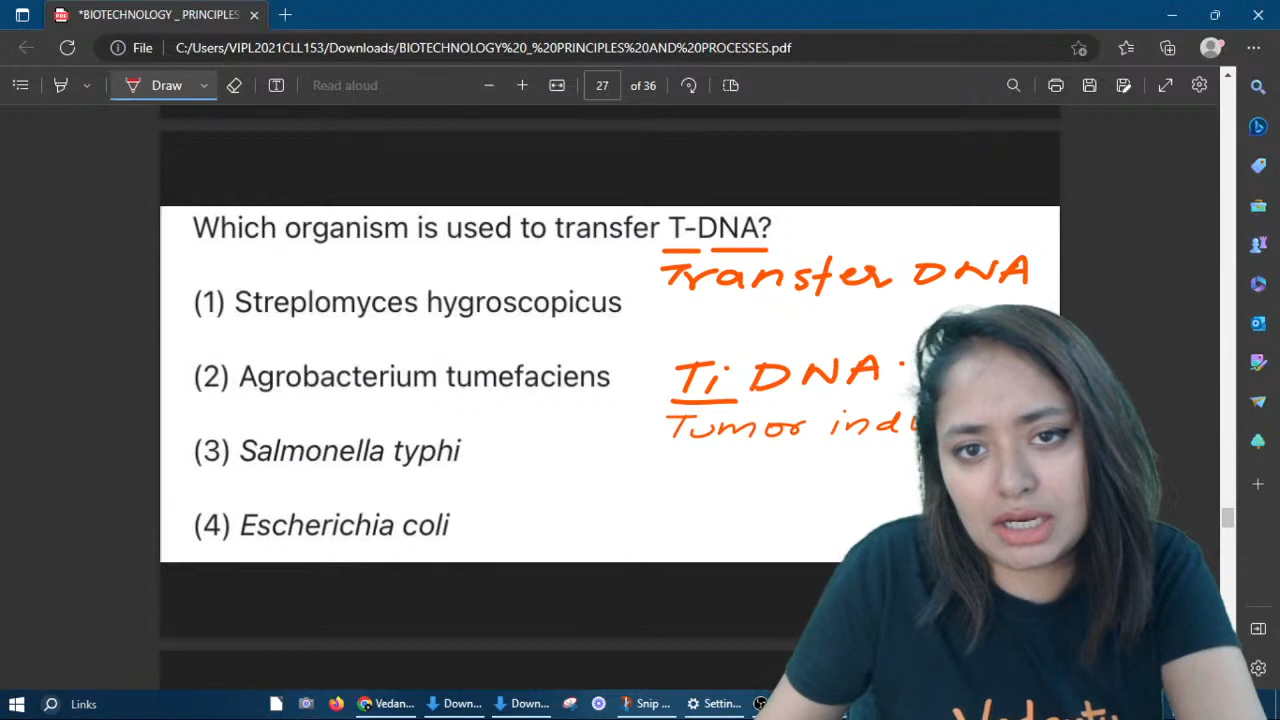 *BIOTECHNOLOGY _ PRINCIPLES
File
C:/Users/VIPL2021CLL153/Downloads/BIOTECHNOLOGY%20_%20PRINCIPLES%20AND%20PROCESSES.pdf
Draw
Read aloud
27
of 36
Which organism is used to transfer T-DNA?
Transfer DNA
(1) Streplomyces hygroscopicus
(2) Agrobacterium tumefaciens
Ti DNA.
Tumor indu
(3) Salmonella typhi
(4) Escherichia coli
Vedantu
Links
Vedan...
Down...
Down...
Snip ...
Settin...